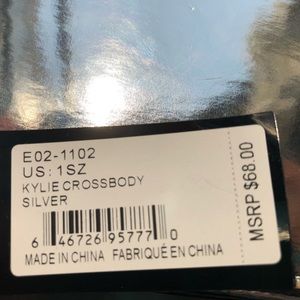 E02-1102
US: 1SZ
KYLIE CROSSBODY
SILVER
6 46726 95777 0
MADE IN CHINA FABRIQUÉ EN CHINA
MSRP $68.00